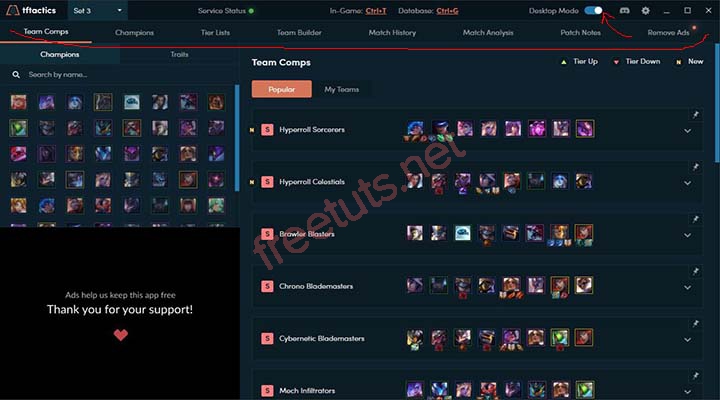 tftactics Set 3 Service Status In-Game: Ctrl+T Database: Ctrl+G Desktop Mode
Team Comps Champions Tier Lists Team Builder Match History Match Analysis Patch Notes Remove Ads
Champions Traits
Search by name...
Team Comps Tier Up Tier Down N New
Popular My Teams
N S Hyperroll Sorcerers
N S Hyperroll Celestials
S Brawler Blasters
S Chrono Blademasters
S Cybernetic Blademasters
S Mech Infiltrators
Ads help us keep this app free
Thank you for your support!
freetuts.net